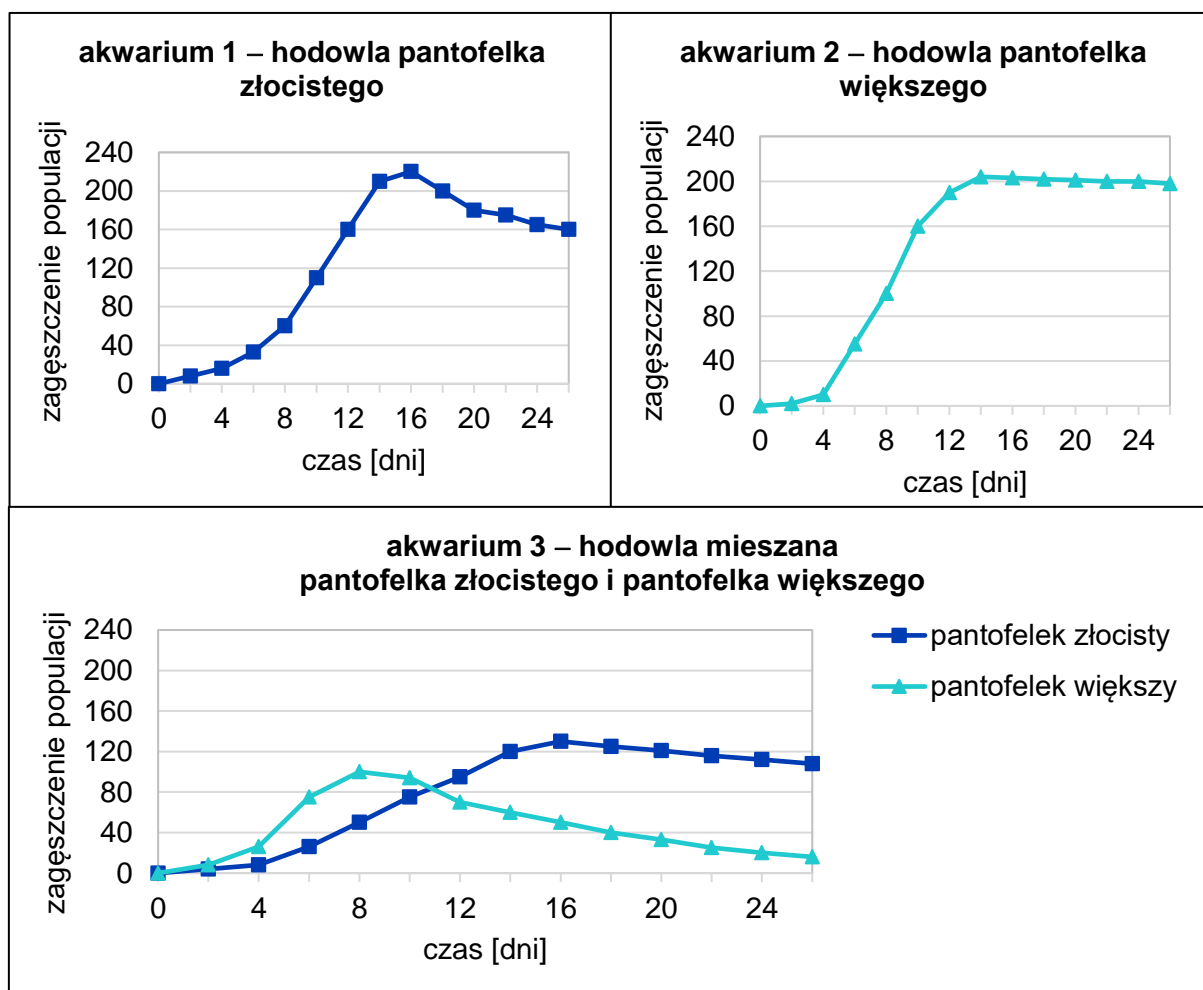 akwarium 1 – hodowla pantofelka
złocistego
zagęszczenie populacji
240
200
160
120
80
40
0
0 4 8 12 16 20 24
czas [dni]
akwarium 2 – hodowla pantofelka
większego
zagęszczenie populacji
240
200
160
120
80
40
0
0 4 8 12 16 20 24
czas [dni]
akwarium 3 – hodowla mieszana
pantofelka złocistego i pantofelka większego
zagęszczenie populacji
240
200
160
120
80
40
0
0 4 8 12 16 20 24
czas [dni]
pantofelek złocisty
pantofelek większy